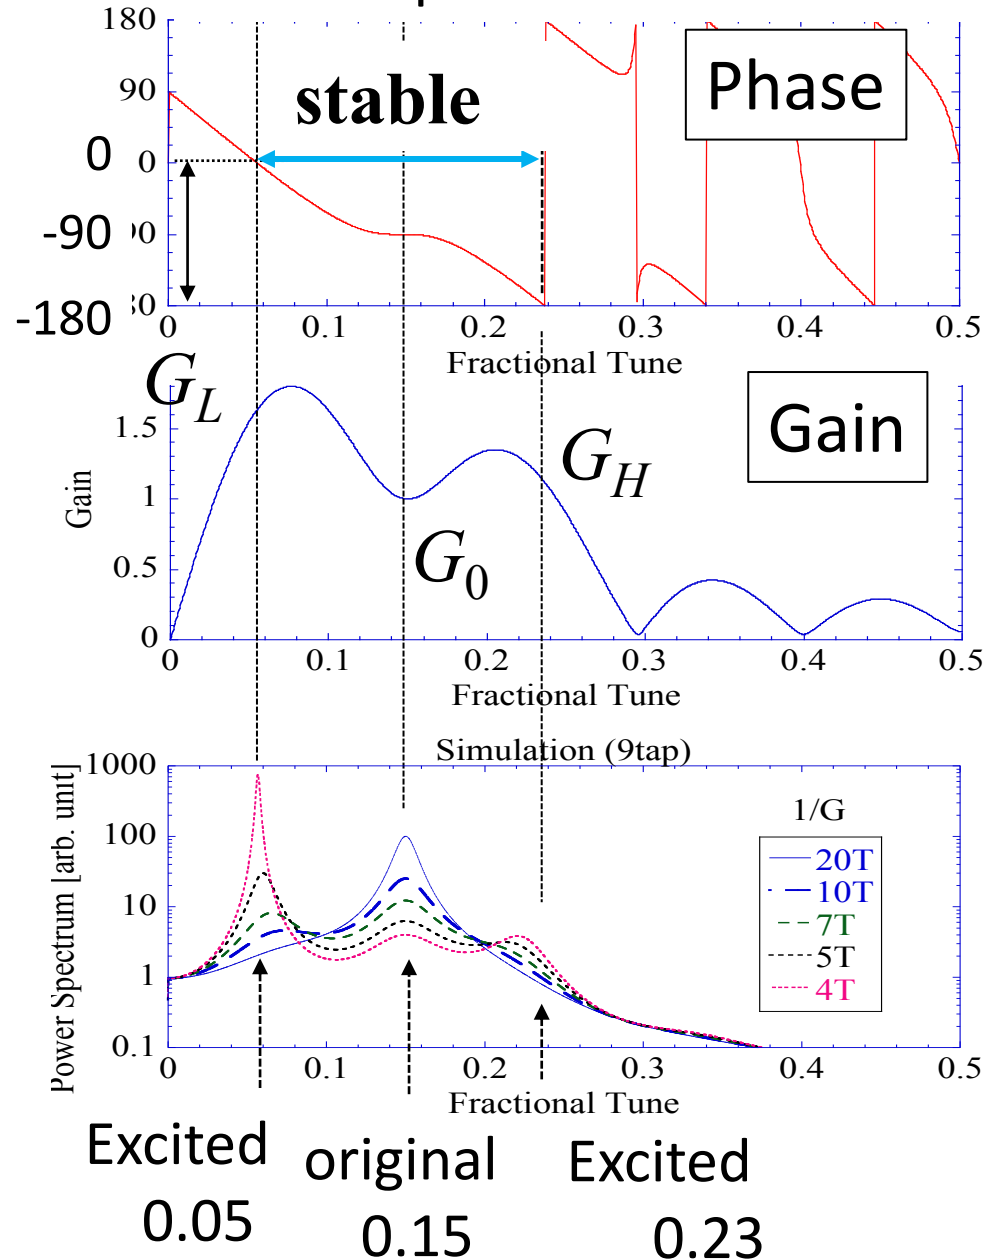 180
90
0
0
-90
-180
stable
Phase
0 0.1 0.2 0.3 0.4 0.5
Fractional Tune
G_L
G_H
G_0
Gain
Gain
1.5
1
0.5
0
0 0.1 0.2 0.3 0.4 0.5
Fractional Tune
Simulation (9tap)
Power Spectrum [arb. unit]
1000
100
10
1
0.1
1/G
20T
10T
7T
5T
4T
0 0.1 0.2 0.3 0.4 0.5
Fractional Tune
Excited original Excited
0.05 0.15 0.23